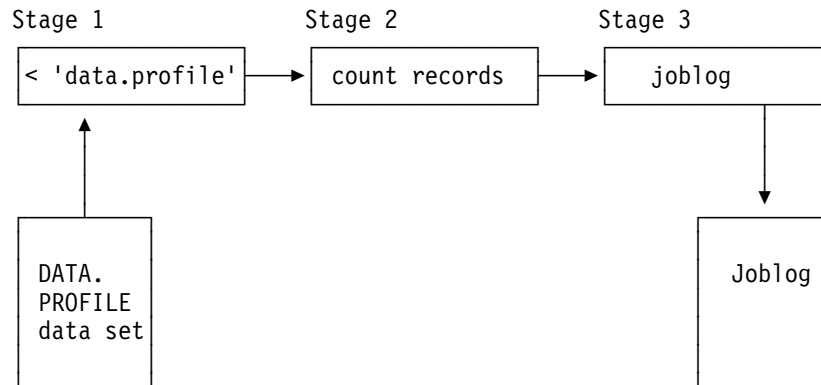 Stage 1
Stage 2
Stage 3
< 'data.profile'
count records
joblog
DATA.
PROFILE
data set
Joblog